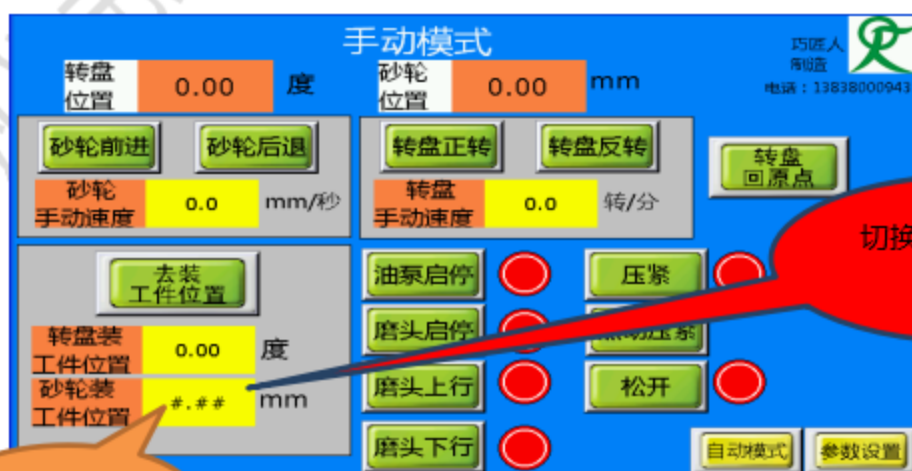 手动模式
巧匠人
制造
电话：13838000943
转盘
位置
0.00
度
砂轮
位置
0.00
mm
砂轮前进
砂轮后退
转盘正转
转盘反转
转盘
回原点
砂轮
手动速度
0.0
mm/秒
转盘
手动速度
0.0
转/分
切换
去装
工件位置
油泵启停
压紧
转盘装
工件位置
0.00
度
磨头启停
砂轮装
工件位置
#.##
mm
磨头上行
松开
磨头下行
自动模式
参数设置